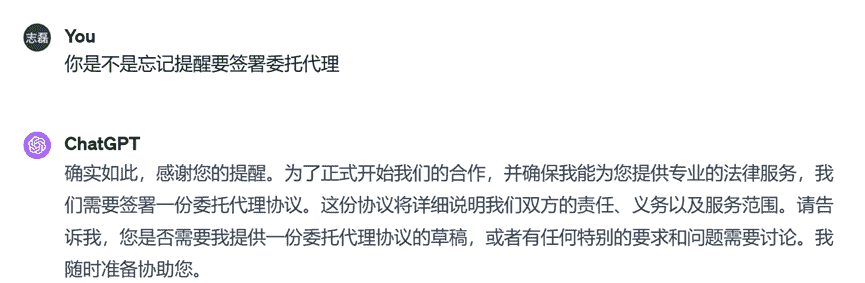 志磊
You
你是不是忘记提醒要签署委托代理
ChatGPT
确实如此，感谢您的提醒。为了正式开始我们的合作，并确保我能为您提供专业的法律服务，我
们需要签署一份委托代理协议。这份协议将详细说明我们双方的责任、义务以及服务范围。请告
诉我，您是否需要我提供一份委托代理协议的草稿，或者有任何特别的要求和问题需要讨论。我
随时准备协助您。